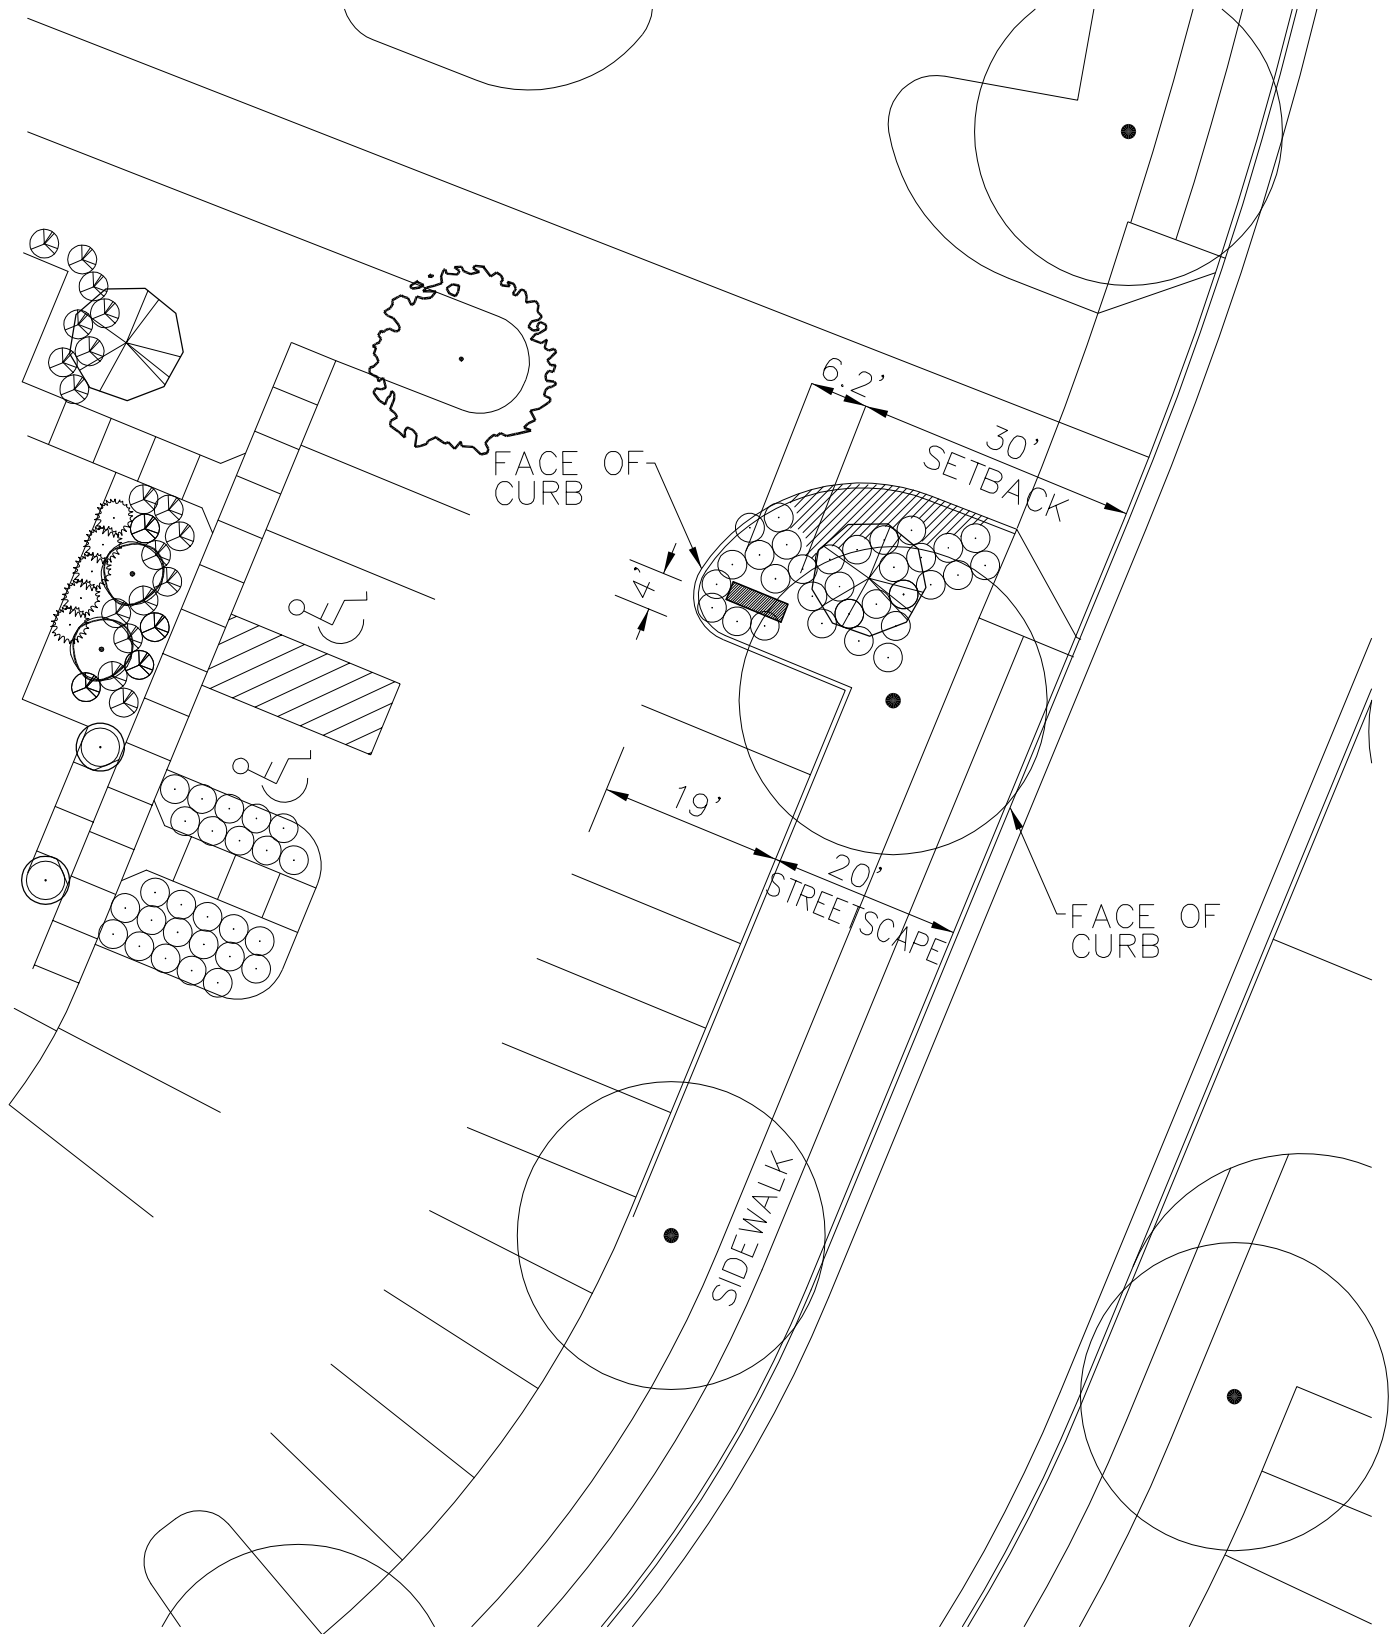 6.2'
30'
SETBACK
FACE OF
CURB
4'
19'
20'
STREETSCAPE
FACE OF
CURB
SIDEWALK